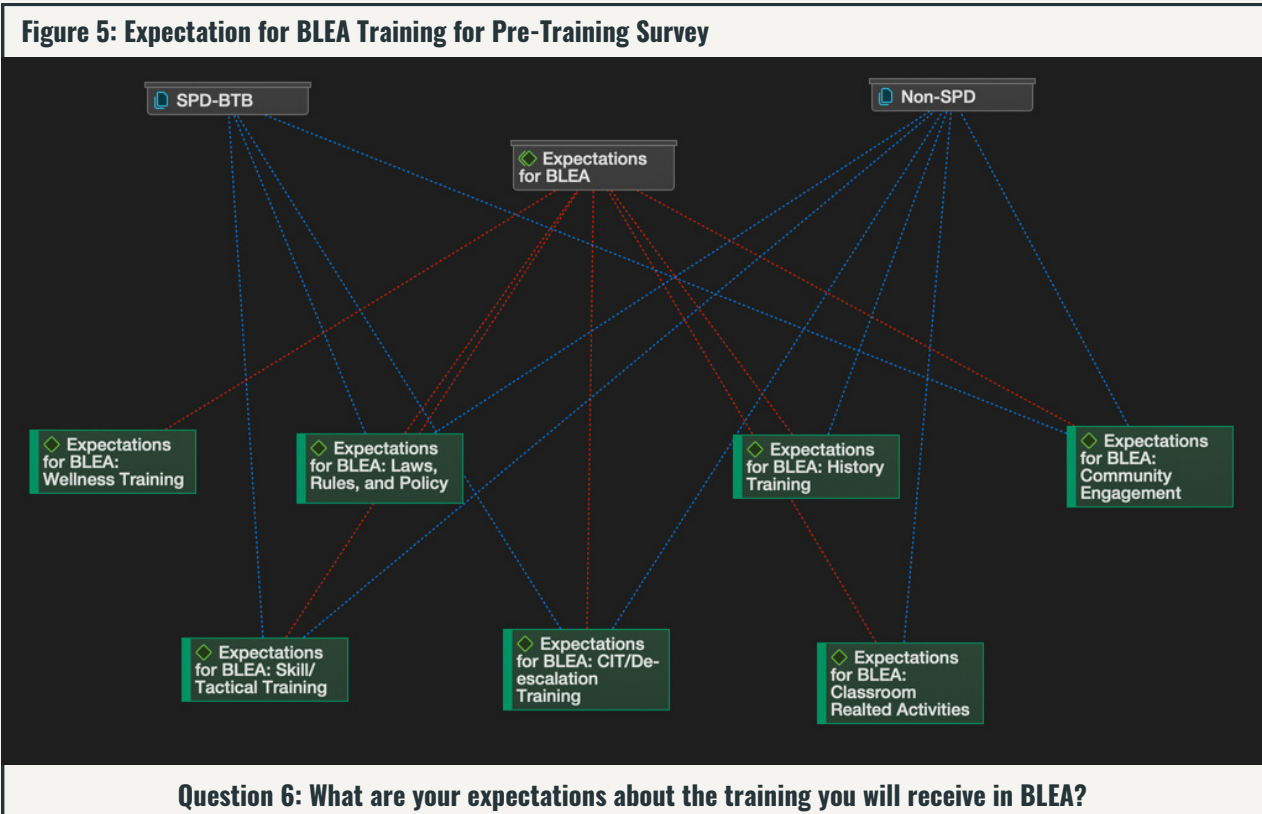 Figure 5: Expectation for BLEA Training for Pre-Training Survey
SPD-BTB
Non-SPD
Expectations
for BLEA
Expectations
for BLEA:
Wellness Training
Expectations
for BLEA: Laws,
Rules, and Policy
Expectations
for BLEA: History
Training
Expectations
for BLEA:
Community
Engagement
Expectations
for BLEA: Skill/
Tactical Training
Expectations
for BLEA: CIT/De-
escalation
Training
Expectations
for BLEA:
Classroom
Realted Activities
Question 6: What are your expectations about the training you will receive in BLEA?